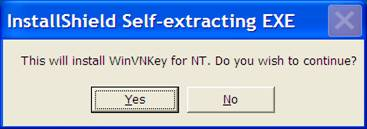 InstallShield Self-extracting EXE
This will install WinVNKey for NT. Do you wish to continue?
Yes
No